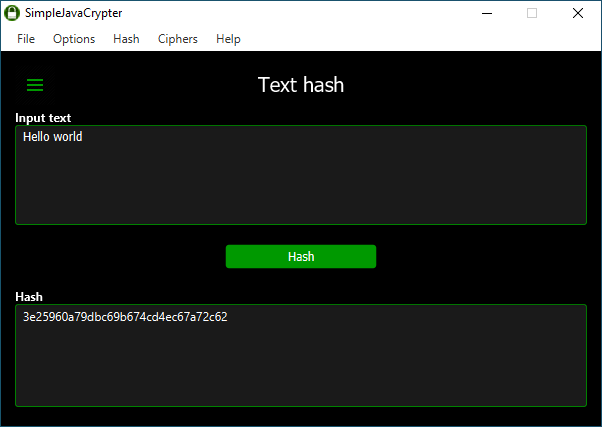 SimpleJavaCrypter
File Options Hash Ciphers Help
Text hash
Input text
Hello world
Hash
Hash
3e25960a79dbc69b674cd4ec67a72c62